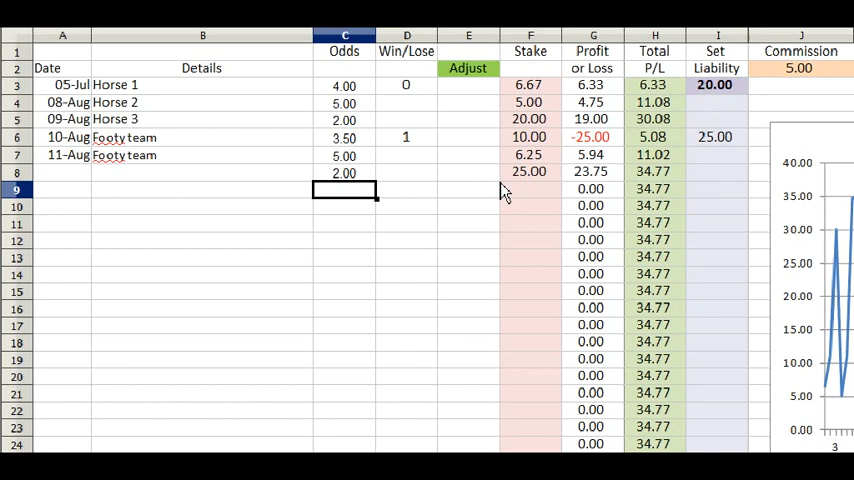 A B C D E F G H I J
1 Odds Win/Lose Stake Profit Total Set Commission
2 Date Details Adjust or Loss P/L Liability 5.00
3 05-Jul Horse 1 4.00 0 6.67 6.33 6.33 20.00
4 08-Aug Horse 2 5.00 5.00 4.75 11.08
5 09-Aug Horse 3 2.00 20.00 19.00 30.08
6 10-Aug Footy team 3.50 1 10.00 -25.00 5.08 25.00
7 11-Aug Footy team 5.00 6.25 5.94 11.02
8 2.00 25.00 23.75 34.77
9 0.00 34.77
10 0.00 34.77
11 0.00 34.77
12 0.00 34.77
13 0.00 34.77
14 0.00 34.77
15 0.00 34.77
16 0.00 34.77
17 0.00 34.77
18 0.00 34.77
19 0.00 34.77
20 0.00 34.77
21 0.00 34.77
22 0.00 34.77
23 0.00 34.77
24 0.00 34.77
40.00
35.00
30.00
25.00
20.00
15.00
10.00
5.00
0.00
3